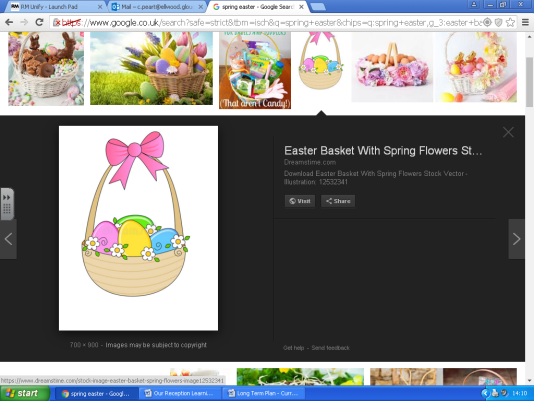 RM Unify - Launch Pad
Mail - c.peart@ellwood.glou
spring easter - Google Sear
https://www.google.co.uk/search?safe=strict&tbm=isch&q=spring+easter&chips=q:spring+easter,g_3:easter+b
(That aren't Candy!)
Easter Basket With Spring Flowers St...
Dreamstime.com
Download Easter Basket With Spring Flowers Stock Vector -
Illustration 12532341
Visit
Share
700 × 900 - Images may be subject to copyright
Get help - Send feedback
https://www.dreamstime.com/stock-image-easter-basket-spring-flowers-image12532341
start
spring easter - Googl...
Our Reception Learni...
Long Term Plan - Curr...
14:10